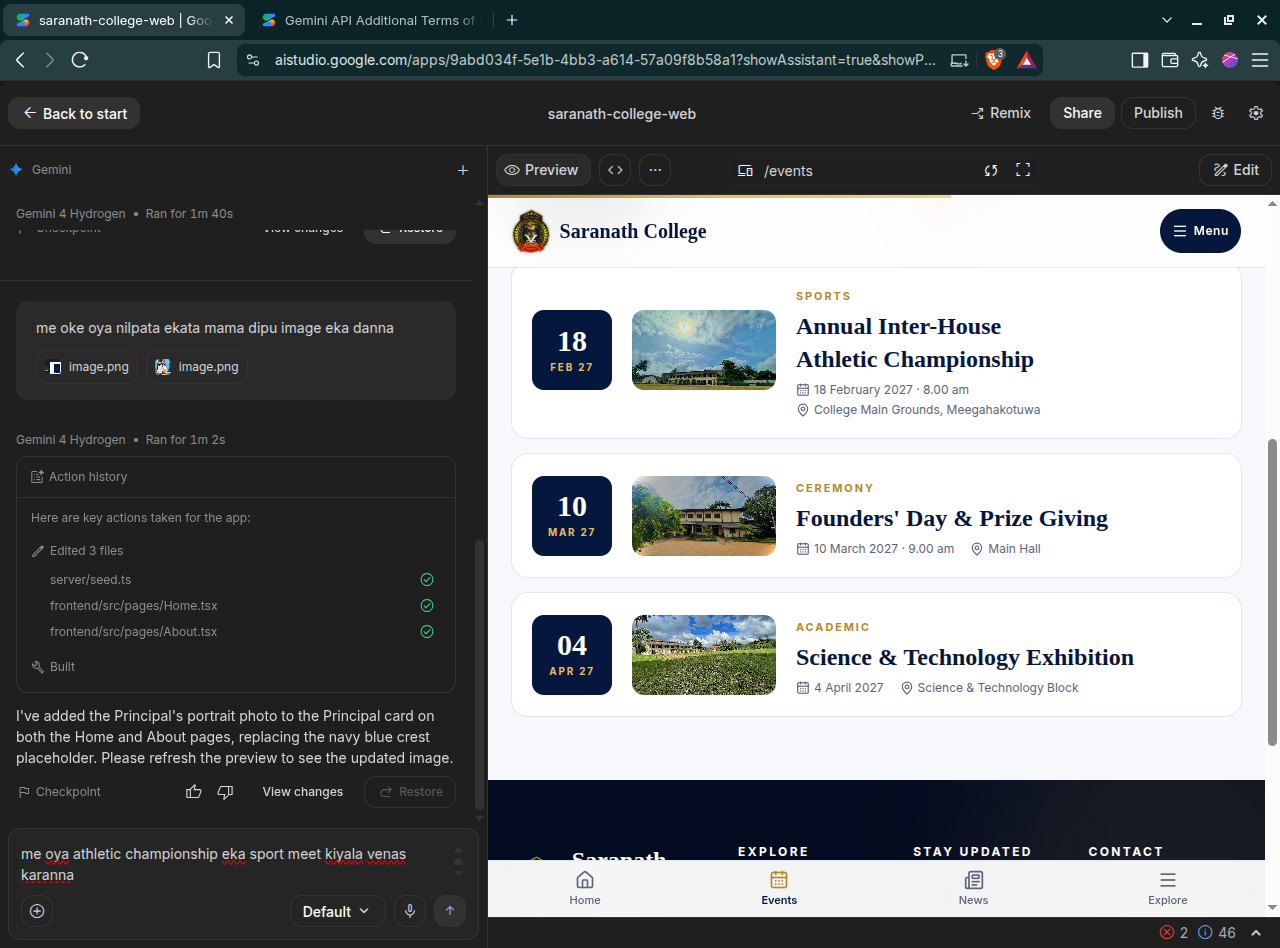 saranath-college-web | Goo
Gemini API Additional Terms of
aistudio.google.com/apps/9abd034f-5e1b-4bb3-a614-57a09f8b58a1?showAssistant=true&showP...
3
Back to start
saranath-college-web
Remix
Share
Publish
Gemini
Preview
/events
Edit
Gemini 4 Hydrogen • Ran for 1m 40s
Checkpoint
View changes
Restore
me oke oya nilpata ekata mama dipu image eka danna
image.png
image.png
Gemini 4 Hydrogen • Ran for 1m 2s
Action history
Here are key actions taken for the app:
Edited 3 files
server/seed.ts
frontend/src/pages/Home.tsx
frontend/src/pages/About.tsx
Built
I've added the Principal's portrait photo to the Principal card on
both the Home and About pages, replacing the navy blue crest
placeholder. Please refresh the preview to see the updated image.
Checkpoint
View changes
Restore
me oya athletic championship eka sport meet kiyala venas
karanna
Default
Saranath College
Menu
18
FEB 27
SPORTS
Annual Inter-House
Athletic Championship
18 February 2027 · 8.00 am
College Main Grounds, Meegahakotuwa
10
MAR 27
CEREMONY
Founders' Day & Prize Giving
10 March 2027 · 9.00 am
Main Hall
04
APR 27
ACADEMIC
Science & Technology Exhibition
4 April 2027
Science & Technology Block
Saranath
EXPLORE
STAY UPDATED
CONTACT
Home
Events
News
Explore
2
46